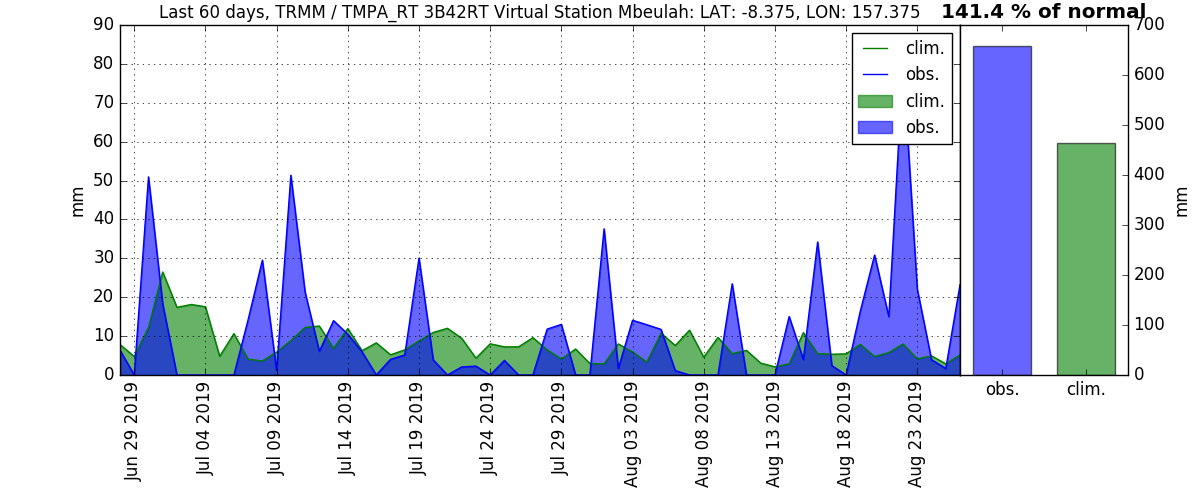 Last 60 days, TRMM / TMPA_RT 3B42RT Virtual Station Mbeulah: LAT: -8.375, LON: 157.375
141.4 % of normal
90
80
70
60
50
40
30
20
10
0
mm
clim.
obs.
clim.
obs.
Jun 29 2019
Jul 04 2019
Jul 09 2019
Jul 14 2019
Jul 19 2019
Jul 24 2019
Jul 29 2019
Aug 03 2019
Aug 08 2019
Aug 13 2019
Aug 18 2019
Aug 23 2019
700
600
500
400
300
200
100
0
mm
obs.
clim.